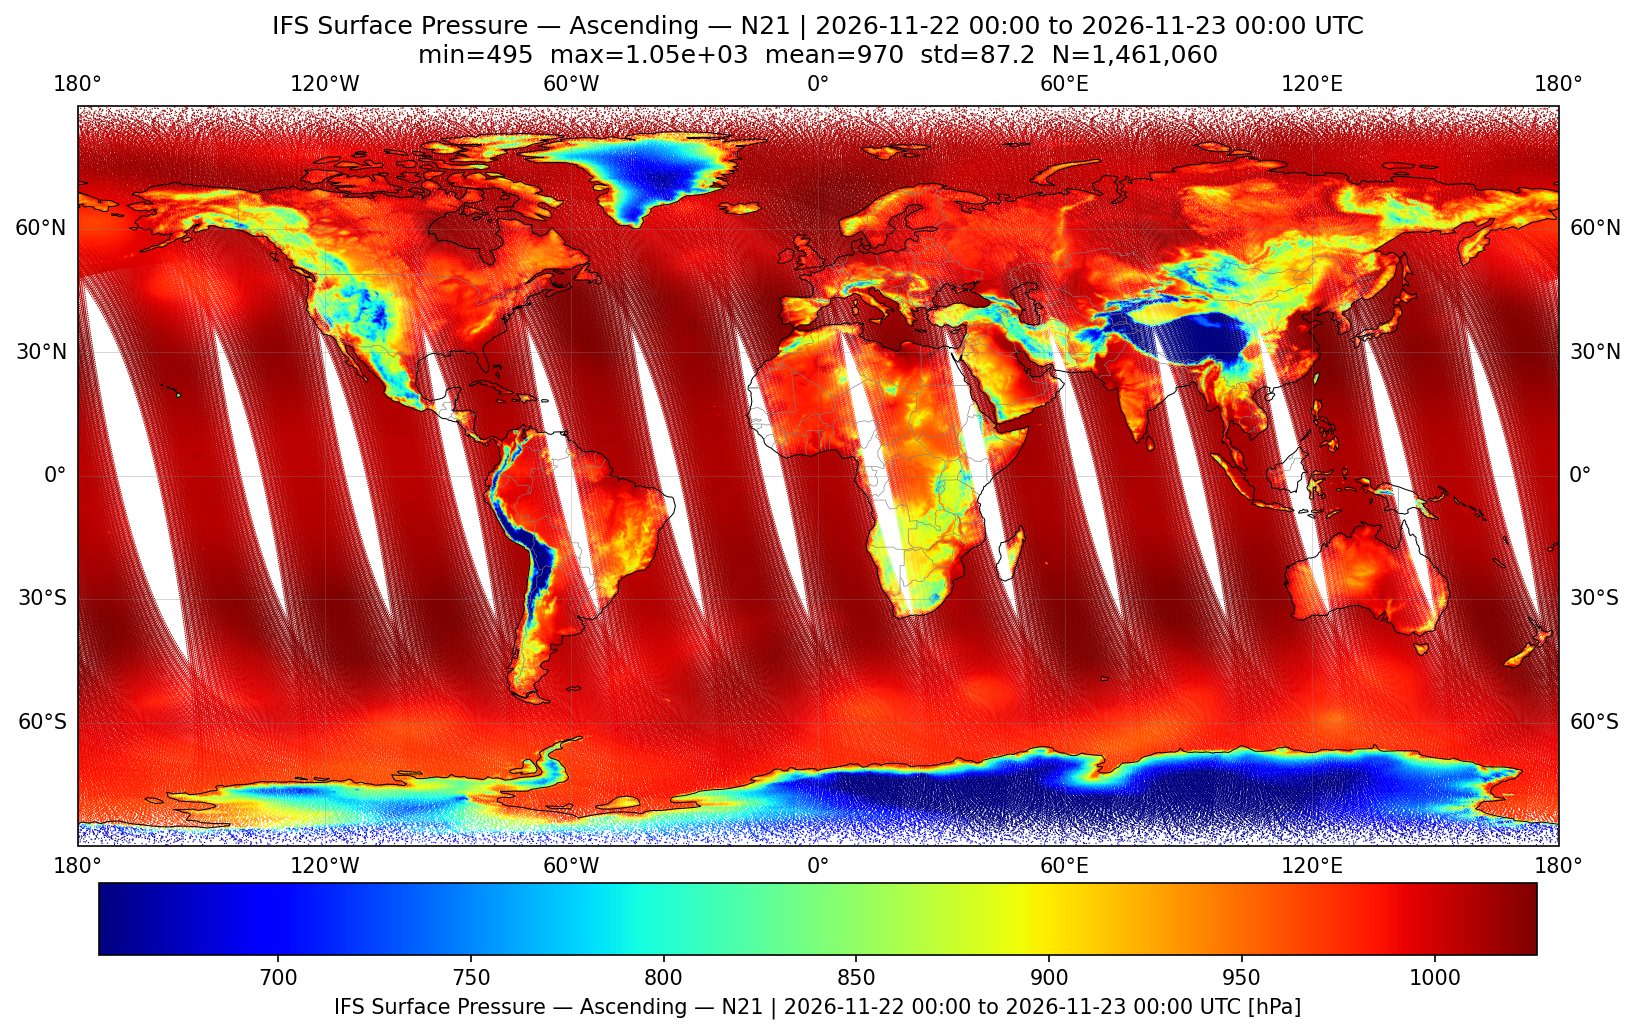 IFS Surface Pressure — Ascending — N21 | 2026-11-22 00:00 to 2026-11-23 00:00 UTC
min=495  max=1.05e+03  mean=970  std=87.2  N=1,461,060
180° 120°W 60°W 0° 60°E 120°E 180°
60°N 60°N
30°N 30°N
0° 0°
30°S 30°S
60°S 60°S
180° 120°W 60°W 0° 60°E 120°E 180°
700 750 800 850 900 950 1000
IFS Surface Pressure — Ascending — N21 | 2026-11-22 00:00 to 2026-11-23 00:00 UTC [hPa]